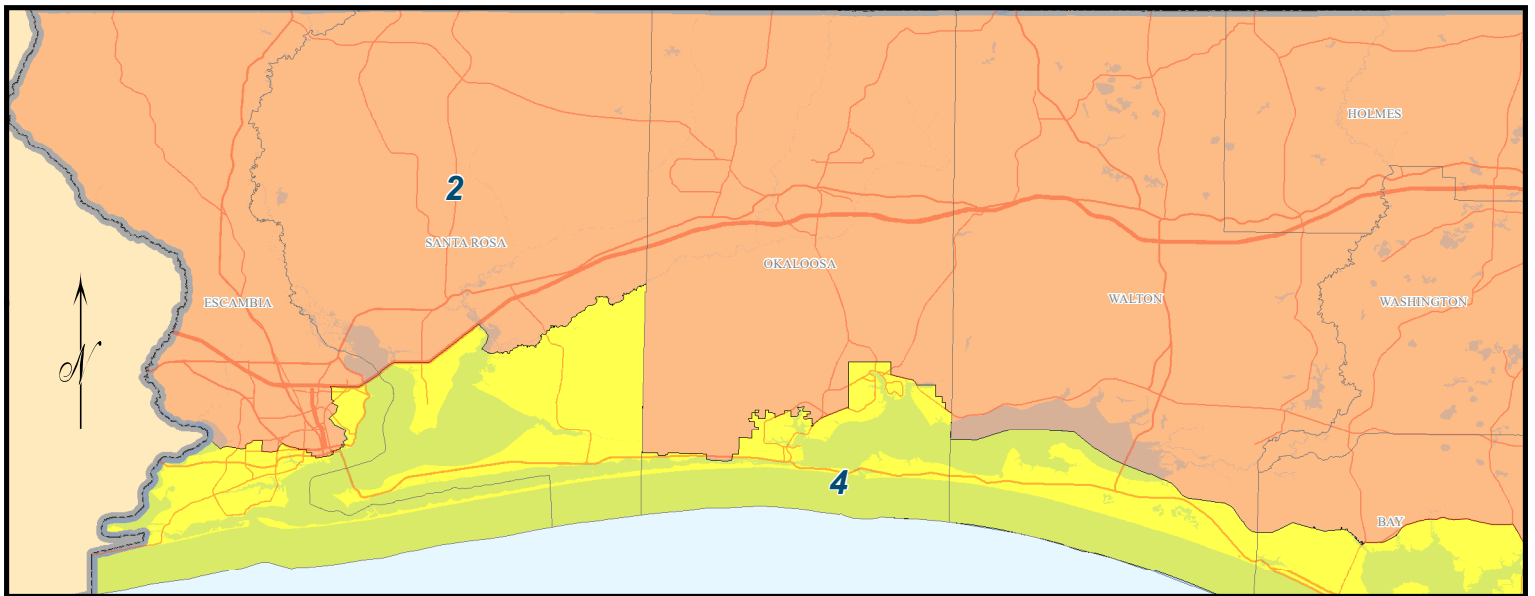 HOLMES
2
SANTA ROSA
OKALOOSA
ESCAMBIA
WALTON
WASHINGTON
N
4
BAY